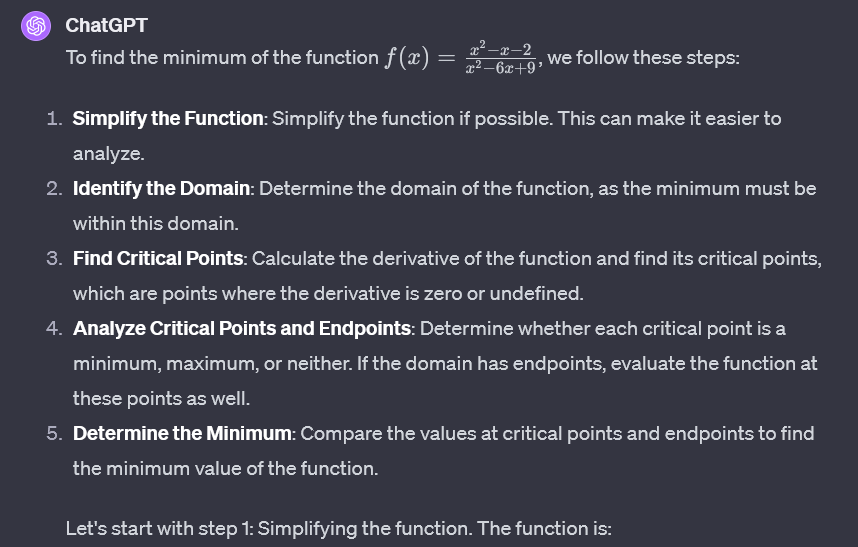 ChatGPT
To find the minimum of the function f(x) = \frac{x^2-x-2}{x^2-6x+9}, we follow these steps:
1. Simplify the Function: Simplify the function if possible. This can make it easier to
analyze.
2. Identify the Domain: Determine the domain of the function, as the minimum must be
within this domain.
3. Find Critical Points: Calculate the derivative of the function and find its critical points,
which are points where the derivative is zero or undefined.
4. Analyze Critical Points and Endpoints: Determine whether each critical point is a
minimum, maximum, or neither. If the domain has endpoints, evaluate the function at
these points as well.
5. Determine the Minimum: Compare the values at critical points and endpoints to find
the minimum value of the function.
Let's start with step 1: Simplifying the function. The function is: